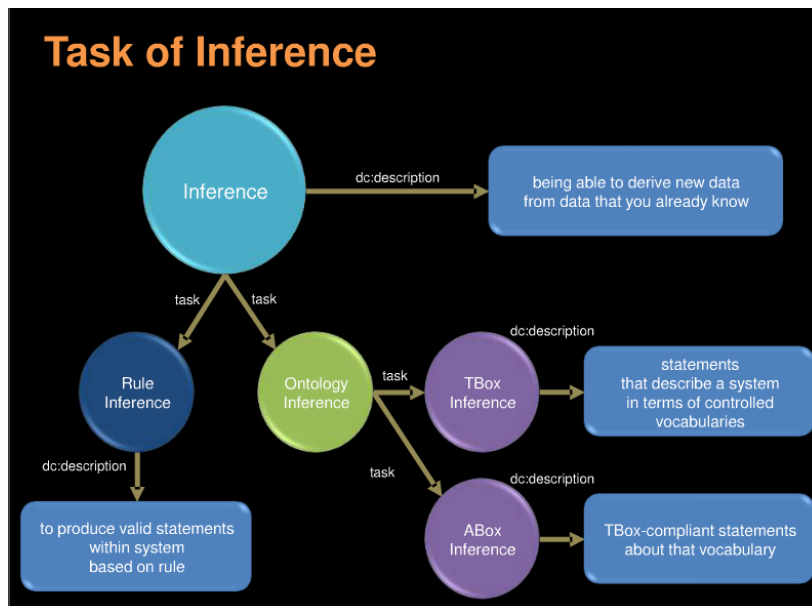 Task of Inference
Inference
dc:description
being able to derive new data
from data that you already know
task
task
Rule
Inference
Ontology
Inference
task
TBox
Inference
dc:description
statements
that describe a system
in terms of controlled
vocabularies
dc:description
to produce valid statements
within system
based on rule
task
ABox
Inference
dc:description
TBox-compliant statements
about that vocabulary